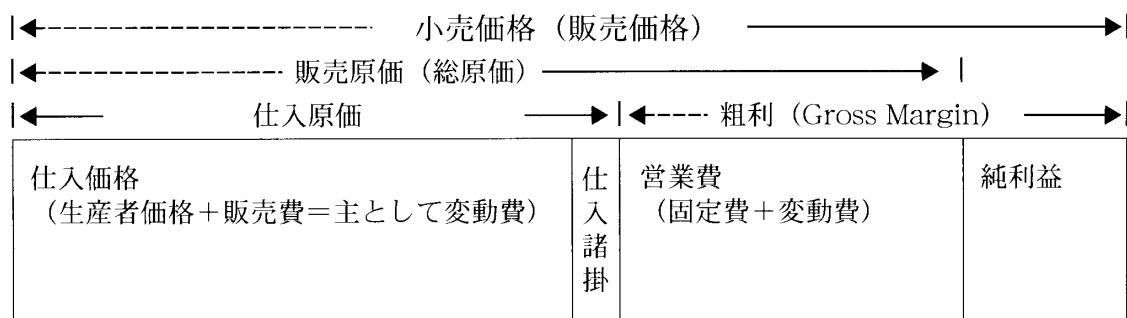 小売価格（販売価格）
販売原価（総原価）
仕入原価
粗利（Gross Margin）
仕入価格
（生産者価格＋販売費＝主として変動費）
仕入諸掛
営業費
（固定費＋変動費）
純利益